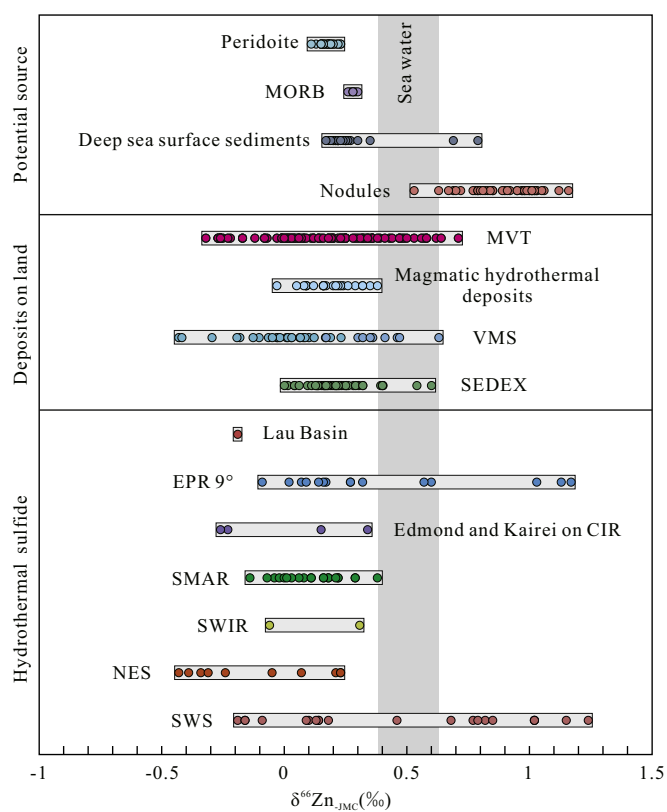 Potential source
Peridoite
MORB
Deep sea surface sediments
Nodules
Sea water
Deposits on land
MVT
Magmatic hydrothermal
deposits
VMS
SEDEX
Hydrothermal sulfide
Lau Basin
EPR 9°
Edmond and Kairei on CIR
SMAR
SWIR
NES
SWS
-1 -0.5 0 0.5 1 1.5
δ⁶⁶Zn-JMC(‰)